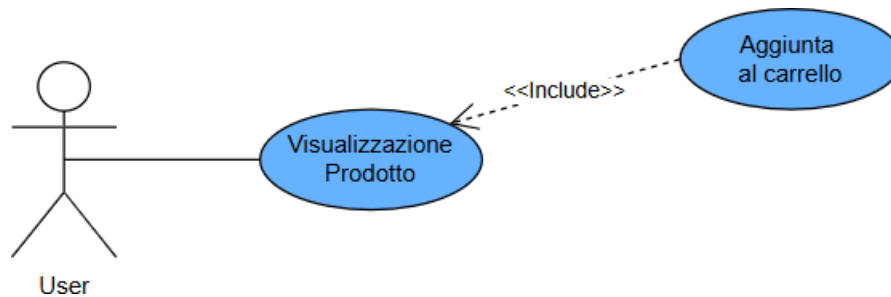 Aggiunta
al carrello
<<Include>>
Visualizzazione
Prodotto
User